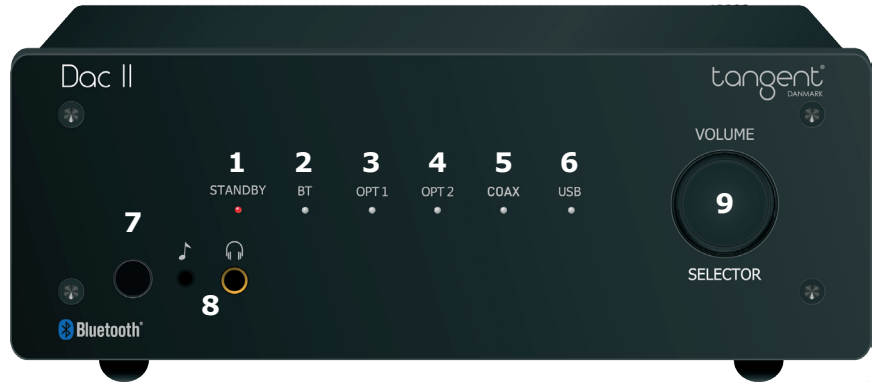 Dac II
tangent®
DANMARK
VOLUME
1 2 3 4 5 6
STANDBY BT OPT 1 OPT 2 COAX USB
9
7
SELECTOR
8
Bluetooth®